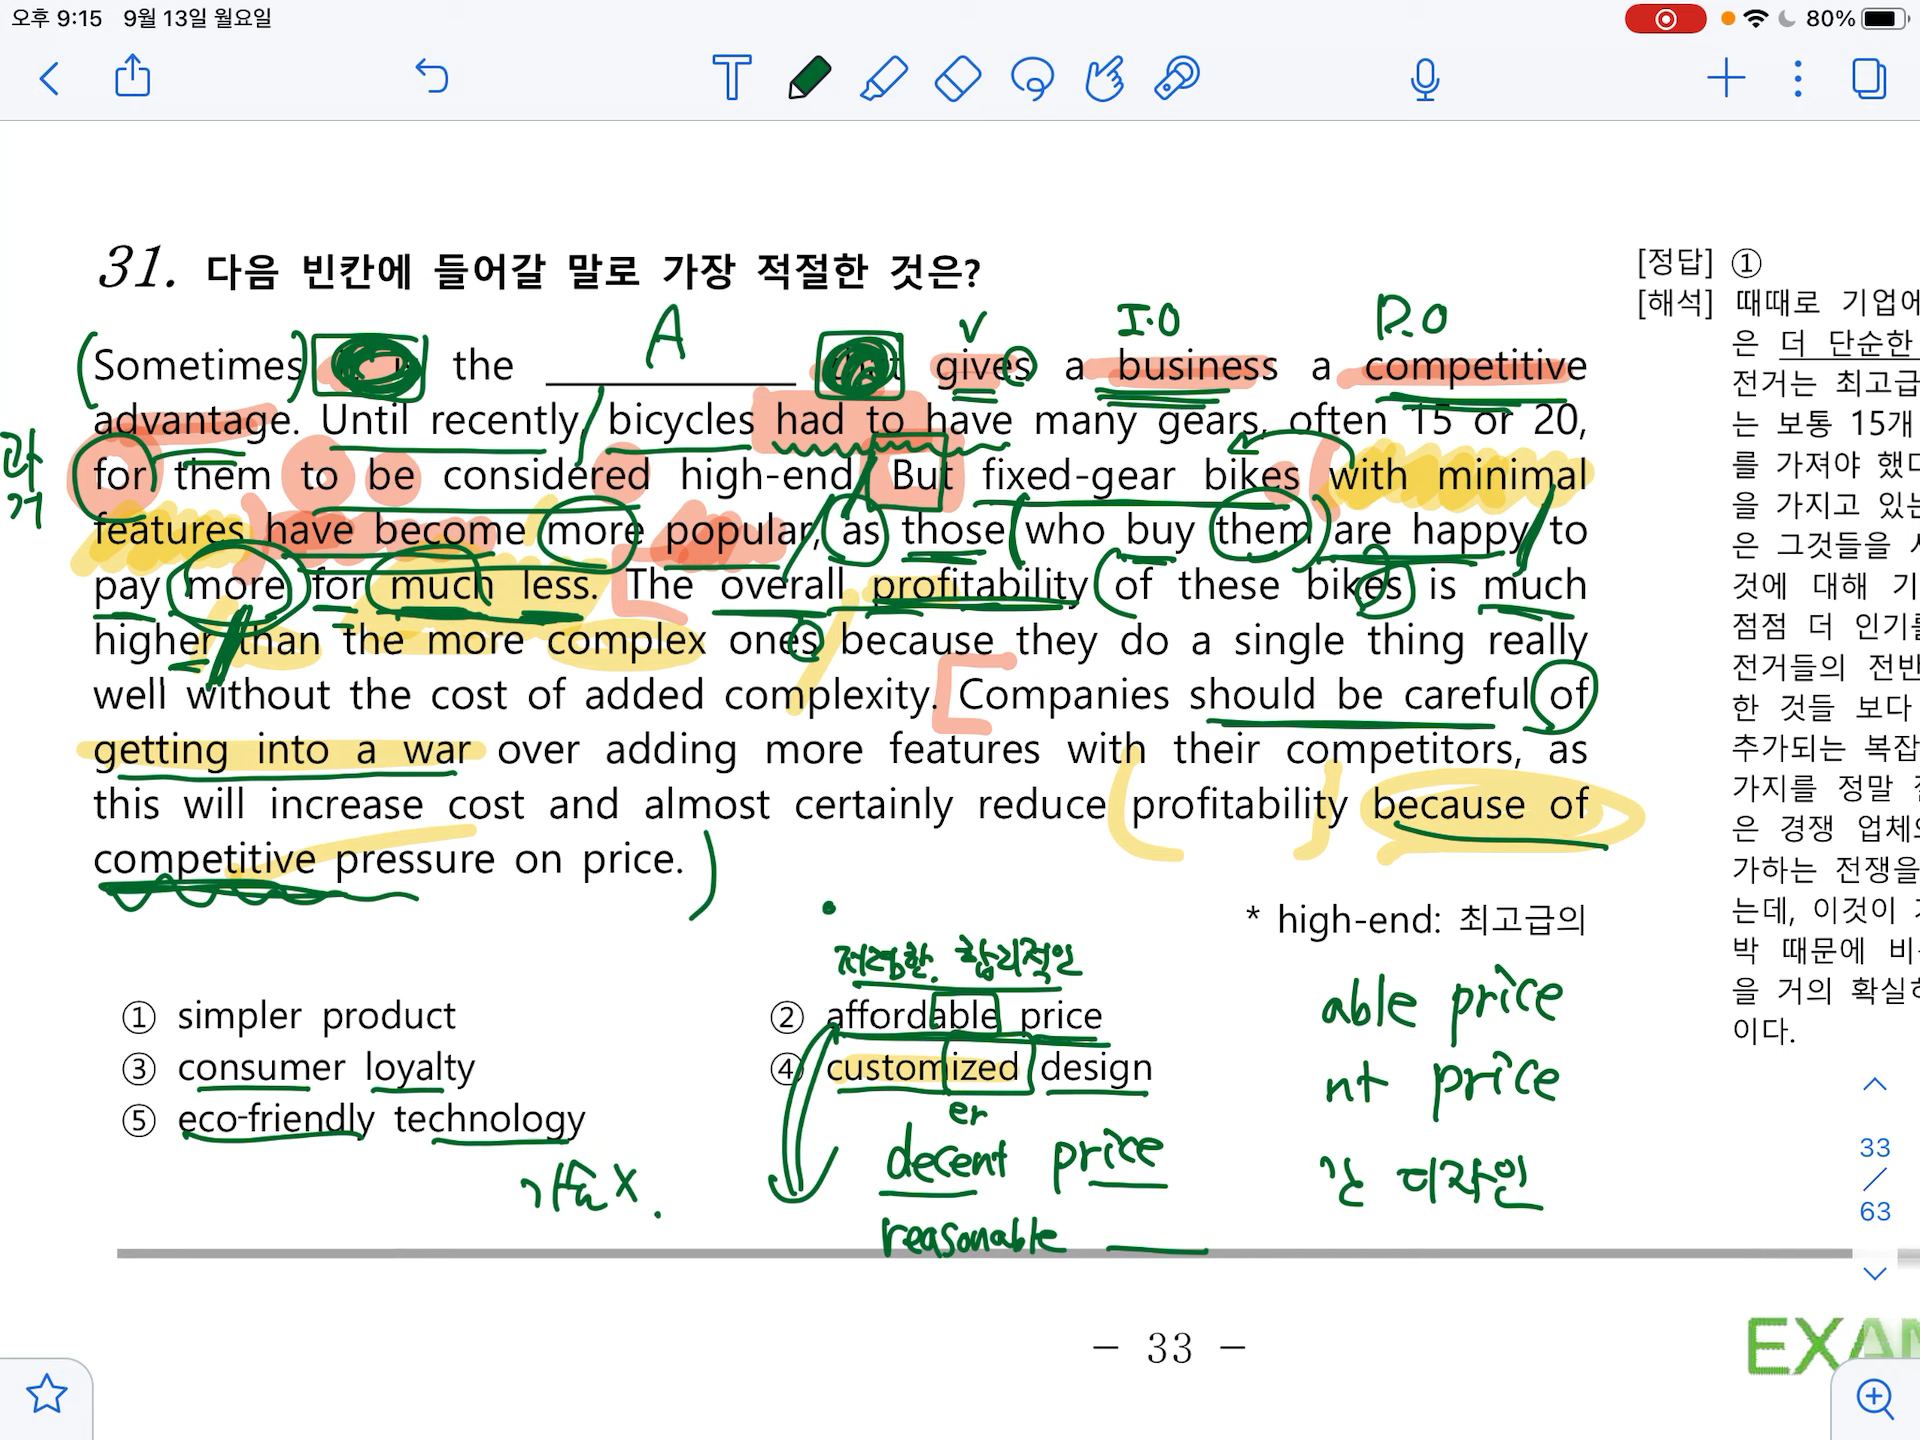 오후 9:15 9월 13일 월요일
80%
31. 다음 빈칸에 들어갈 말로 가장 적절한 것은?
A V I.O D.O
Sometimes the ____________ gives a business a competitive
advantage. Until recently, bicycles had to have many gears, often 15 or 20,
for them to be considered high-end. But fixed-gear bikes with minimal
features have become more popular, as those who buy them are happy to
pay more for much less. The overall profitability of these bikes is much
higher than the more complex ones because they do a single thing really
well without the cost of added complexity. Companies should be careful of
getting into a war over adding more features with their competitors, as
this will increase cost and almost certainly reduce profitability because of
competitive pressure on price.
과거
* high-end: 최고급의
저렴한, 합리적인
① simpler product ② affordable price
③ consumer loyalty ④ customized design
⑤ eco-friendly technology
er
decent price
reasonable
able price
nt price
디자인
[정답] ①
[해석] 때때로 기업에
은 더 단순한
전거는 최고급
는 보통 15개
를 가져야 했다
을 가지고 있는
은 그것들을 사
것에 대해 기
점점 더 인기를
전거들의 전반
한 것들 보다
추가되는 복잡
가지를 정말 잘
은 경쟁 업체와
가하는 전쟁을
는데, 이것이
박 때문에 비
을 거의 확실히
이다.
33
/
63
- 33 -
EXAM